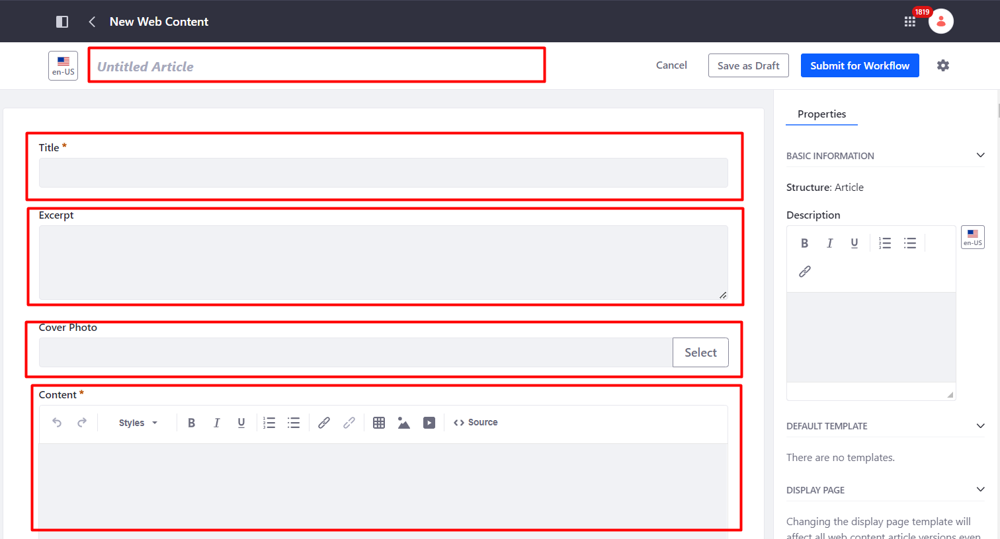 New Web Content
1819
en-US
Untitled Article
Cancel
Save as Draft
Submit for Workflow
Title *
Excerpt
Cover Photo
Select
Content *
Styles
B I U
Source
Properties
BASIC INFORMATION
Structure: Article
Description
en-US
B I U
DEFAULT TEMPLATE
There are no templates.
DISPLAY PAGE
Changing the display page template will
affect all web content article versions even